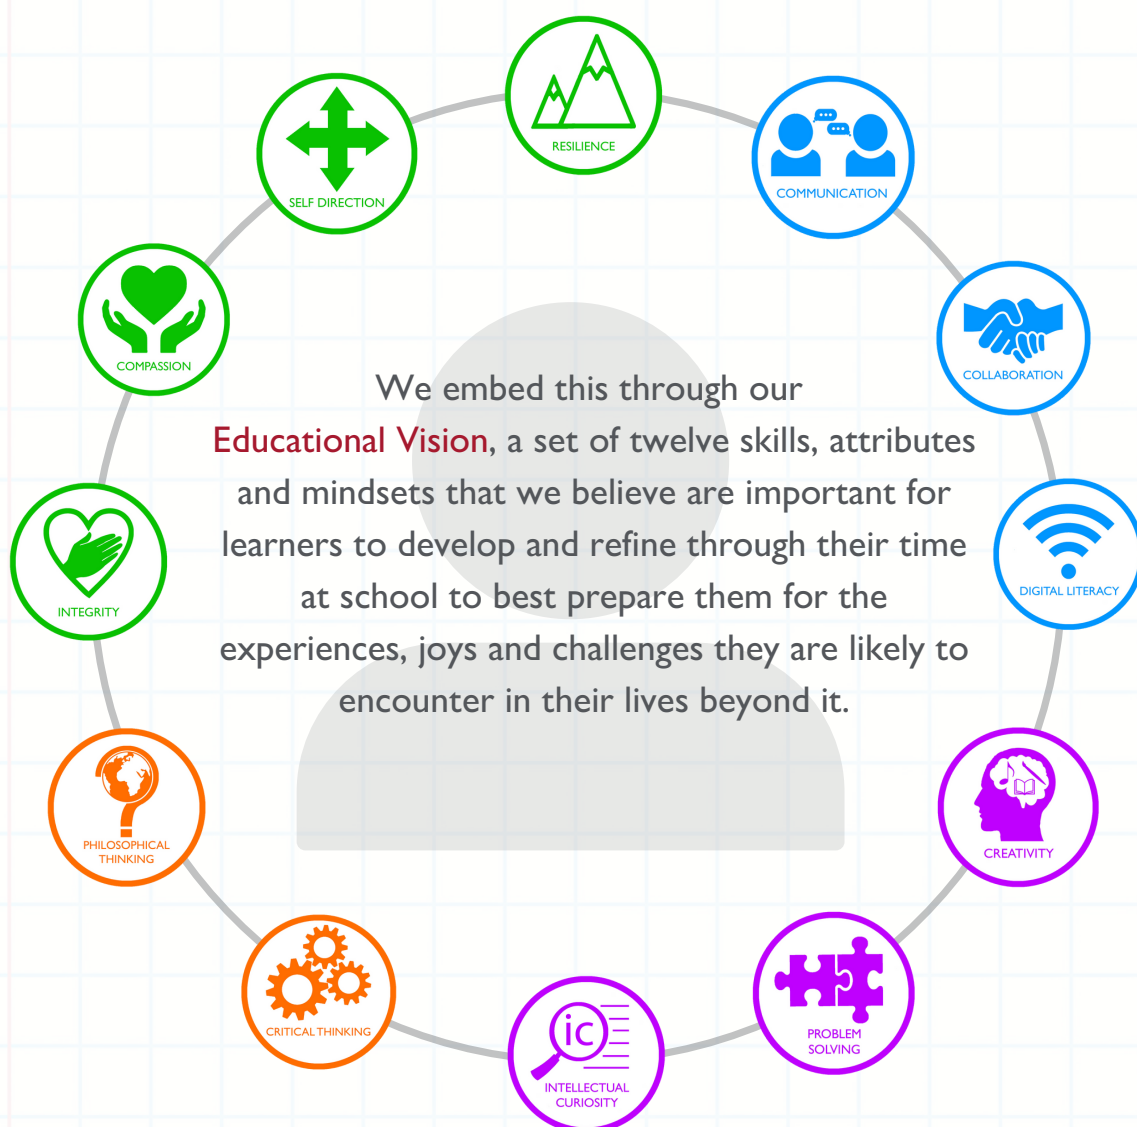 RESILIENCE
COMMUNICATION
COLLABORATION
DIGITAL LITERACY
CREATIVITY
PROBLEM
SOLVING
ic
INTELLECTUAL
CURIOSITY
CRITICAL THINKING
PHILOSOPHICAL
THINKING
INTEGRITY
COMPASSION
SELF DIRECTION
We embed this through our
Educational Vision, a set of twelve skills, attributes
and mindsets that we believe are important for
learners to develop and refine through their time
at school to best prepare them for the
experiences, joys and challenges they are likely to
encounter in their lives beyond it.